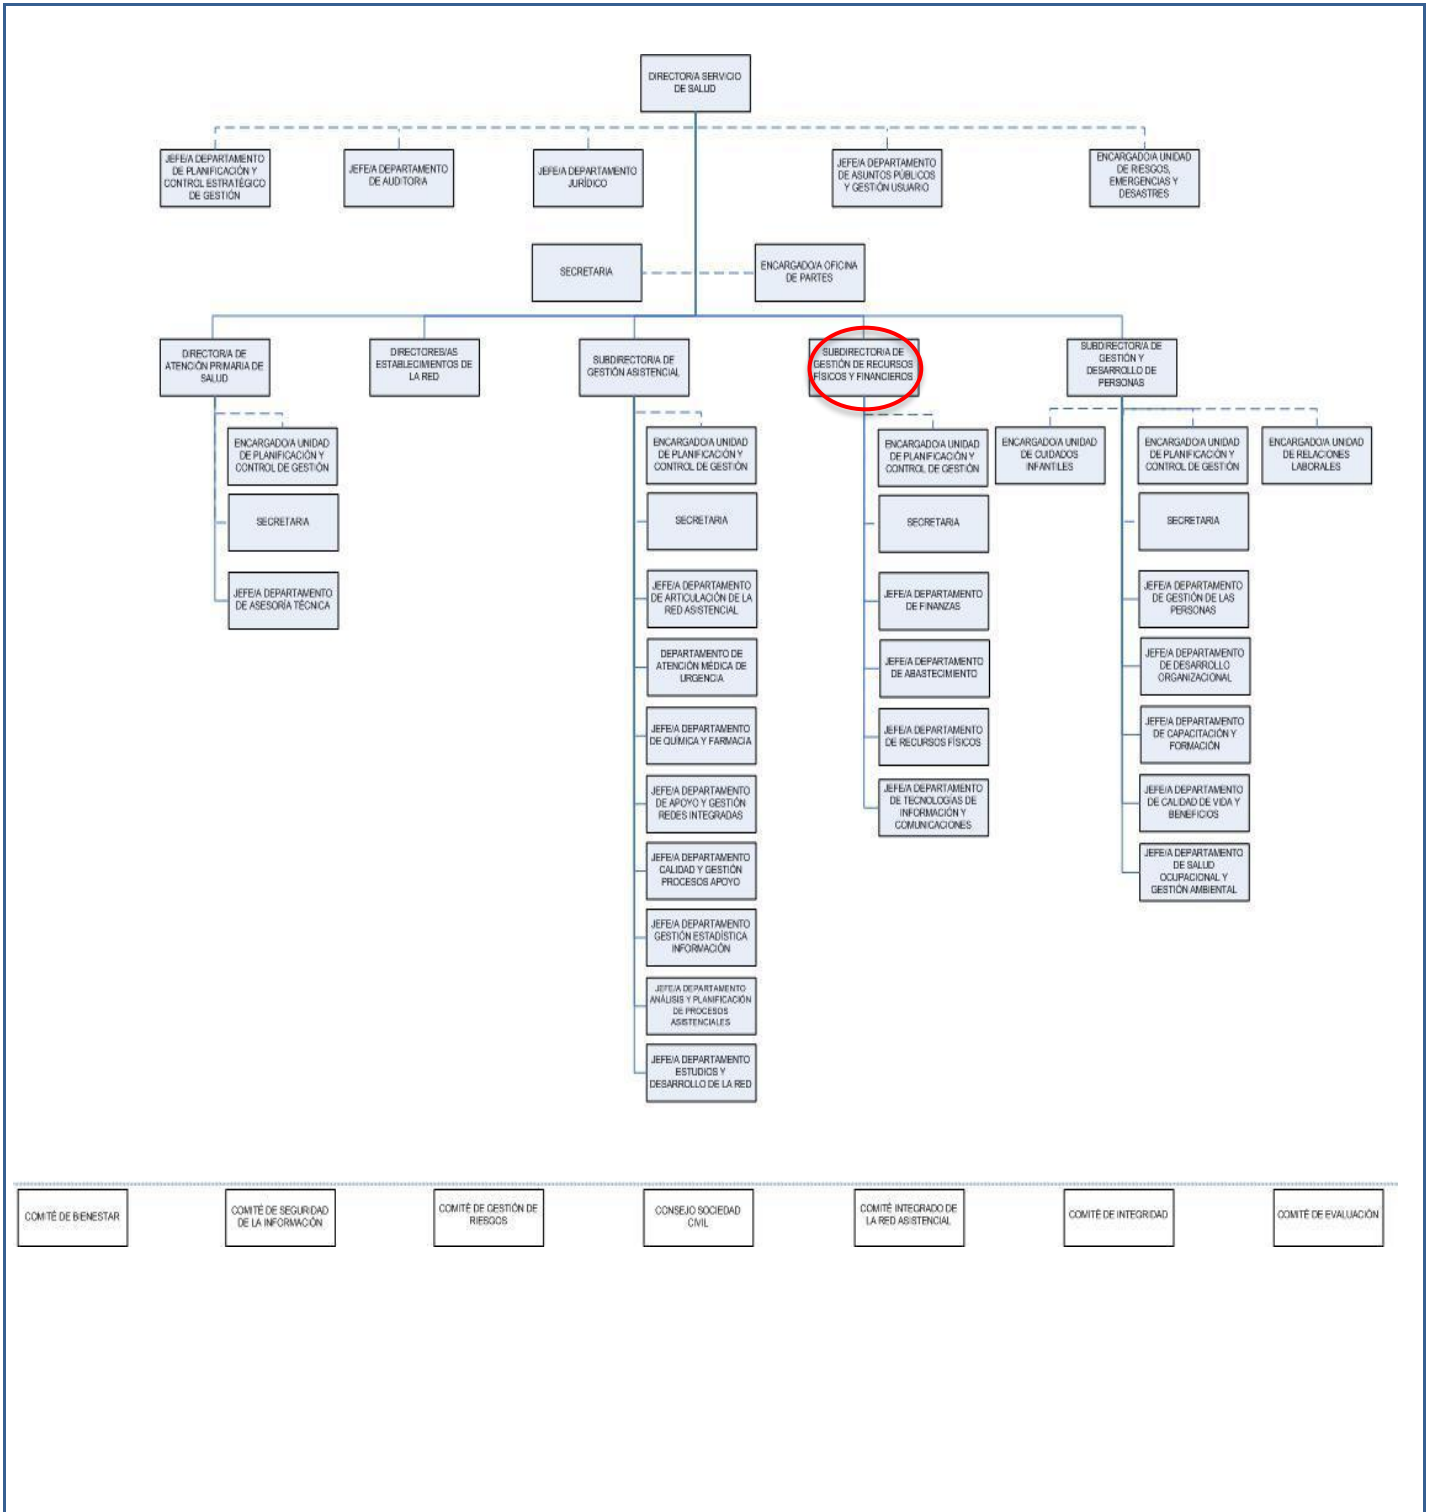 DIRECTOR/A SERVICIO
DE SALUD
JEFE/A DEPARTAMENTO
DE PLANIFICACIÓN Y
CONTROL ESTRATÉGICO
DE GESTIÓN
JEFE/A DEPARTAMENTO
DE AUDITORIA
JEFE/A DEPARTAMENTO
JURÍDICO
JEFE/A DEPARTAMENTO
DE ASUNTOS PÚBLICOS
Y GESTIÓN USUARIO
ENCARGADO/A UNIDAD
DE RIESGOS,
EMERGENCIAS Y
DESASTRES
SECRETARIA
ENCARGADO/A OFICINA
DE PARTES
DIRECTOR/A DE
ATENCIÓN PRIMARIA DE
SALUD
DIRECTORES/AS
ESTABLECIMIENTOS DE
LA RED
SUBDIRECTOR/A DE
GESTIÓN ASISTENCIAL
SUBDIRECTOR/A DE
GESTIÓN DE RECURSOS
FÍSICOS Y FINANCIEROS
SUBDIRECTOR/A DE
GESTIÓN Y
DESARROLLO DE
PERSONAS
ENCARGADO/A UNIDAD
DE PLANIFICACIÓN Y
CONTROL DE GESTIÓN
SECRETARIA
JEFE/A DEPARTAMENTO
DE ASESORÍA TÉCNICA
ENCARGADO/A UNIDAD
DE PLANIFICACIÓN Y
CONTROL DE GESTIÓN
SECRETARIA
JEFE/A DEPARTAMENTO
DE ARTICULACIÓN DE LA
RED ASISTENCIAL
DEPARTAMENTO DE
ATENCIÓN MÉDICA DE
URGENCIA
JEFE/A DEPARTAMENTO
DE QUÍMICA Y FARMACIA
JEFE/A DEPARTAMENTO
DE APOYO Y GESTIÓN
REDES INTEGRADAS
JEFE/A DEPARTAMENTO
CALIDAD Y GESTIÓN
PROCESOS APOYO
JEFE/A DEPARTAMENTO
GESTIÓN ESTADÍSTICA
INFORMACIÓN
JEFE/A DEPARTAMENTO
ANÁLISIS Y PLANIFICACIÓN
DE PROCESOS
ASISTENCIALES
JEFE/A DEPARTAMENTO
ESTUDIOS Y
DESARROLLO DE LA RED
ENCARGADO/A UNIDAD
DE PLANIFICACIÓN Y
CONTROL DE GESTIÓN
SECRETARIA
JEFE/A DEPARTAMENTO
DE FINANZAS
JEFE/A DEPARTAMENTO
DE ABASTECIMIENTO
JEFE/A DEPARTAMENTO
DE RECURSOS FÍSICOS
JEFE/A DEPARTAMENTO
DE TECNOLOGÍAS DE
INFORMACIÓN Y
COMUNICACIONES
ENCARGADO/A UNIDAD
DE CUIDADOS
INFANTILES
ENCARGADO/A UNIDAD
DE PLANIFICACIÓN Y
CONTROL DE GESTIÓN
ENCARGADO/A UNIDAD
DE RELACIONES
LABORALES
SECRETARIA
JEFE/A DEPARTAMENTO
DE GESTIÓN DE LAS
PERSONAS
JEFE/A DEPARTAMENTO
DE DESARROLLO
ORGANIZACIONAL
JEFE/A DEPARTAMENTO
DE CAPACITACIÓN Y
FORMACIÓN
JEFE/A DEPARTAMENTO
DE CALIDAD DE VIDA Y
BENEFICIOS
JEFE/A DEPARTAMENTO
DE SALUD
OCUPACIONAL Y
GESTIÓN AMBIENTAL
COMITÉ DE BIENESTAR
COMITÉ DE SEGURIDAD
DE LA INFORMACIÓN
COMITÉ DE GESTIÓN DE
RIESGOS
CONSEJO SOCIEDAD
CIVIL
COMITÉ INTEGRADO DE
LA RED ASISTENCIAL
COMITÉ DE INTEGRIDAD
COMITÉ DE EVALUACIÓN